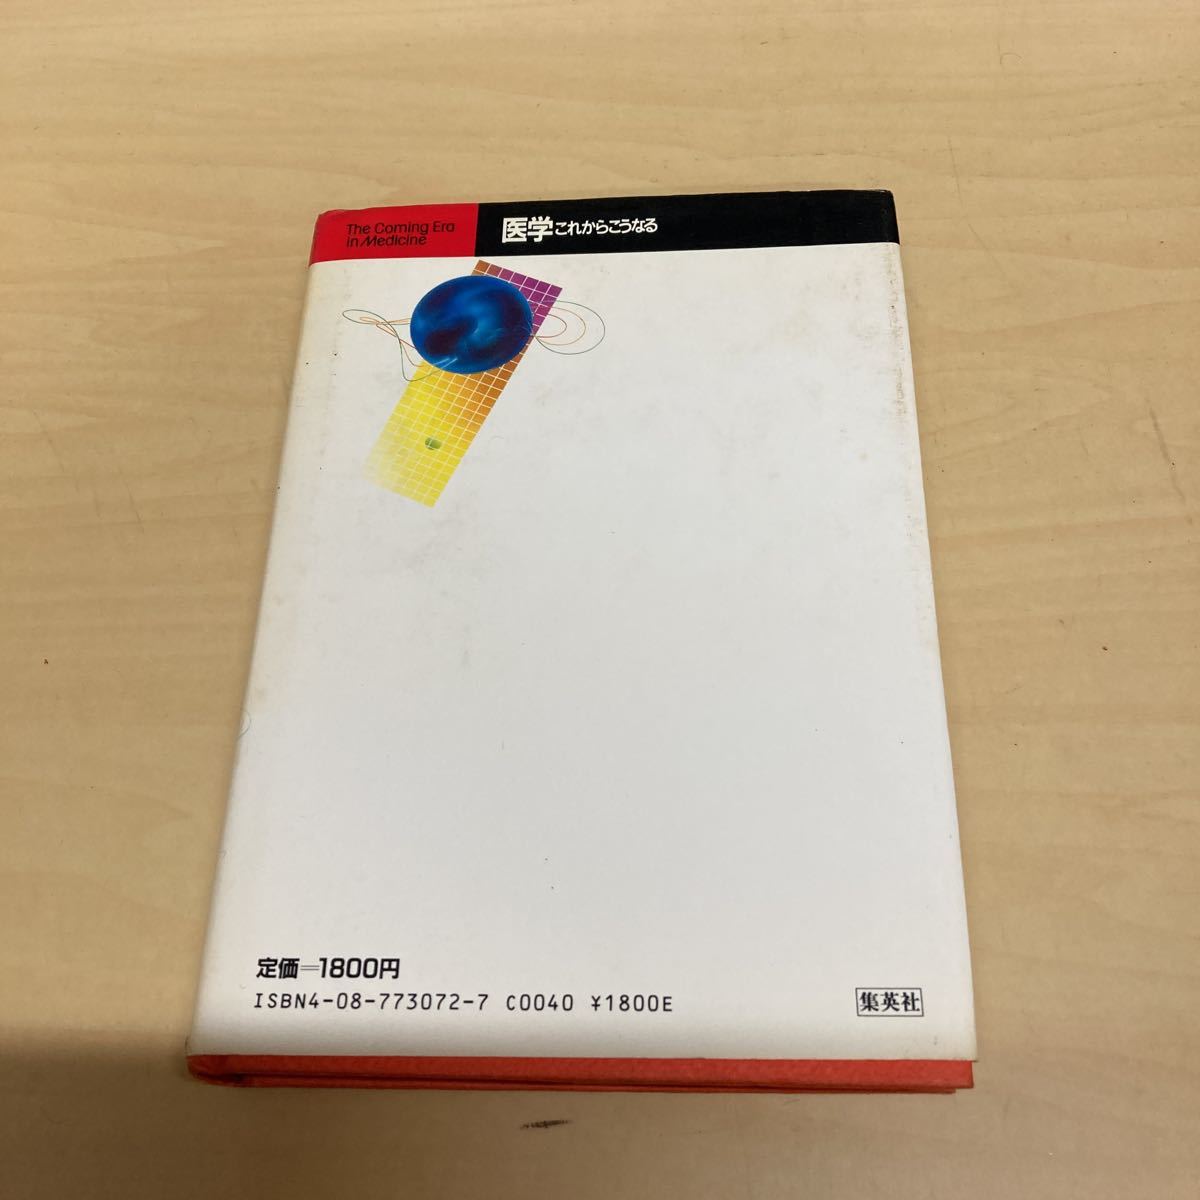 The Coming Era
in Medicine
医学これからこうなる
定価=1800円
ISBN4-08-773072-7 C0040 ¥1800E
集英社